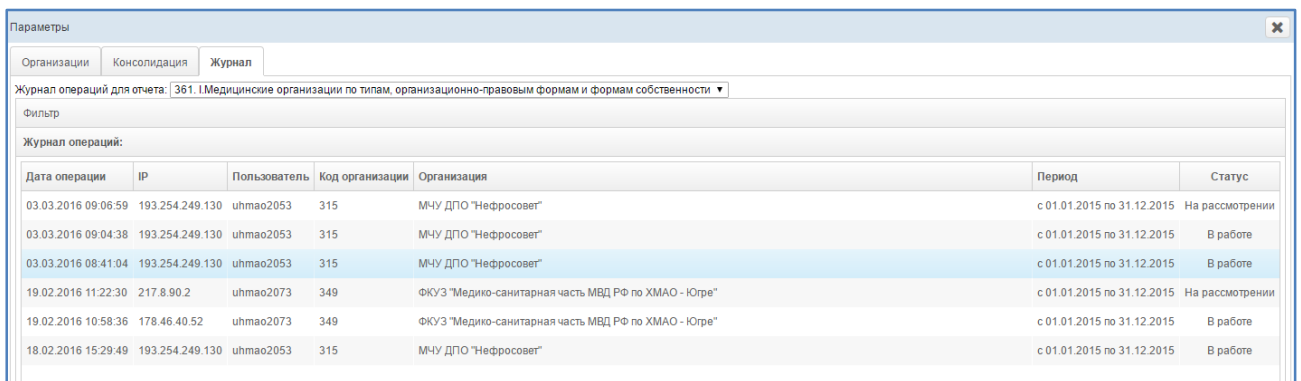 Параметры
Организации Консолидация Журнал
Журнал операций для отчета: 361. I.Медицинские организации по типам, организационно-правовым формам и формам собственности
Фильтр
Журнал операций:
Дата операции IP Пользователь Код организации Организация Период Статус
03.03.2016 09:06:59 193.254.249.130 uhmao2053 315 МЧУ ДПО "Нефросовет" с 01.01.2015 по 31.12.2015 На рассмотрении
03.03.2016 09:04:38 193.254.249.130 uhmao2053 315 МЧУ ДПО "Нефросовет" с 01.01.2015 по 31.12.2015 В работе
03.03.2016 08:41:04 193.254.249.130 uhmao2053 315 МЧУ ДПО "Нефросовет" с 01.01.2015 по 31.12.2015 В работе
19.02.2016 11:22:30 217.8.90.2 uhmao2073 349 ФКУЗ "Медико-санитарная часть МВД РФ по ХМАО - Югре" с 01.01.2015 по 31.12.2015 На рассмотрении
19.02.2016 10:58:36 178.46.40.52 uhmao2073 349 ФКУЗ "Медико-санитарная часть МВД РФ по ХМАО - Югре" с 01.01.2015 по 31.12.2015 В работе
18.02.2016 15:29:49 193.254.249.130 uhmao2053 315 МЧУ ДПО "Нефросовет" с 01.01.2015 по 31.12.2015 В работе